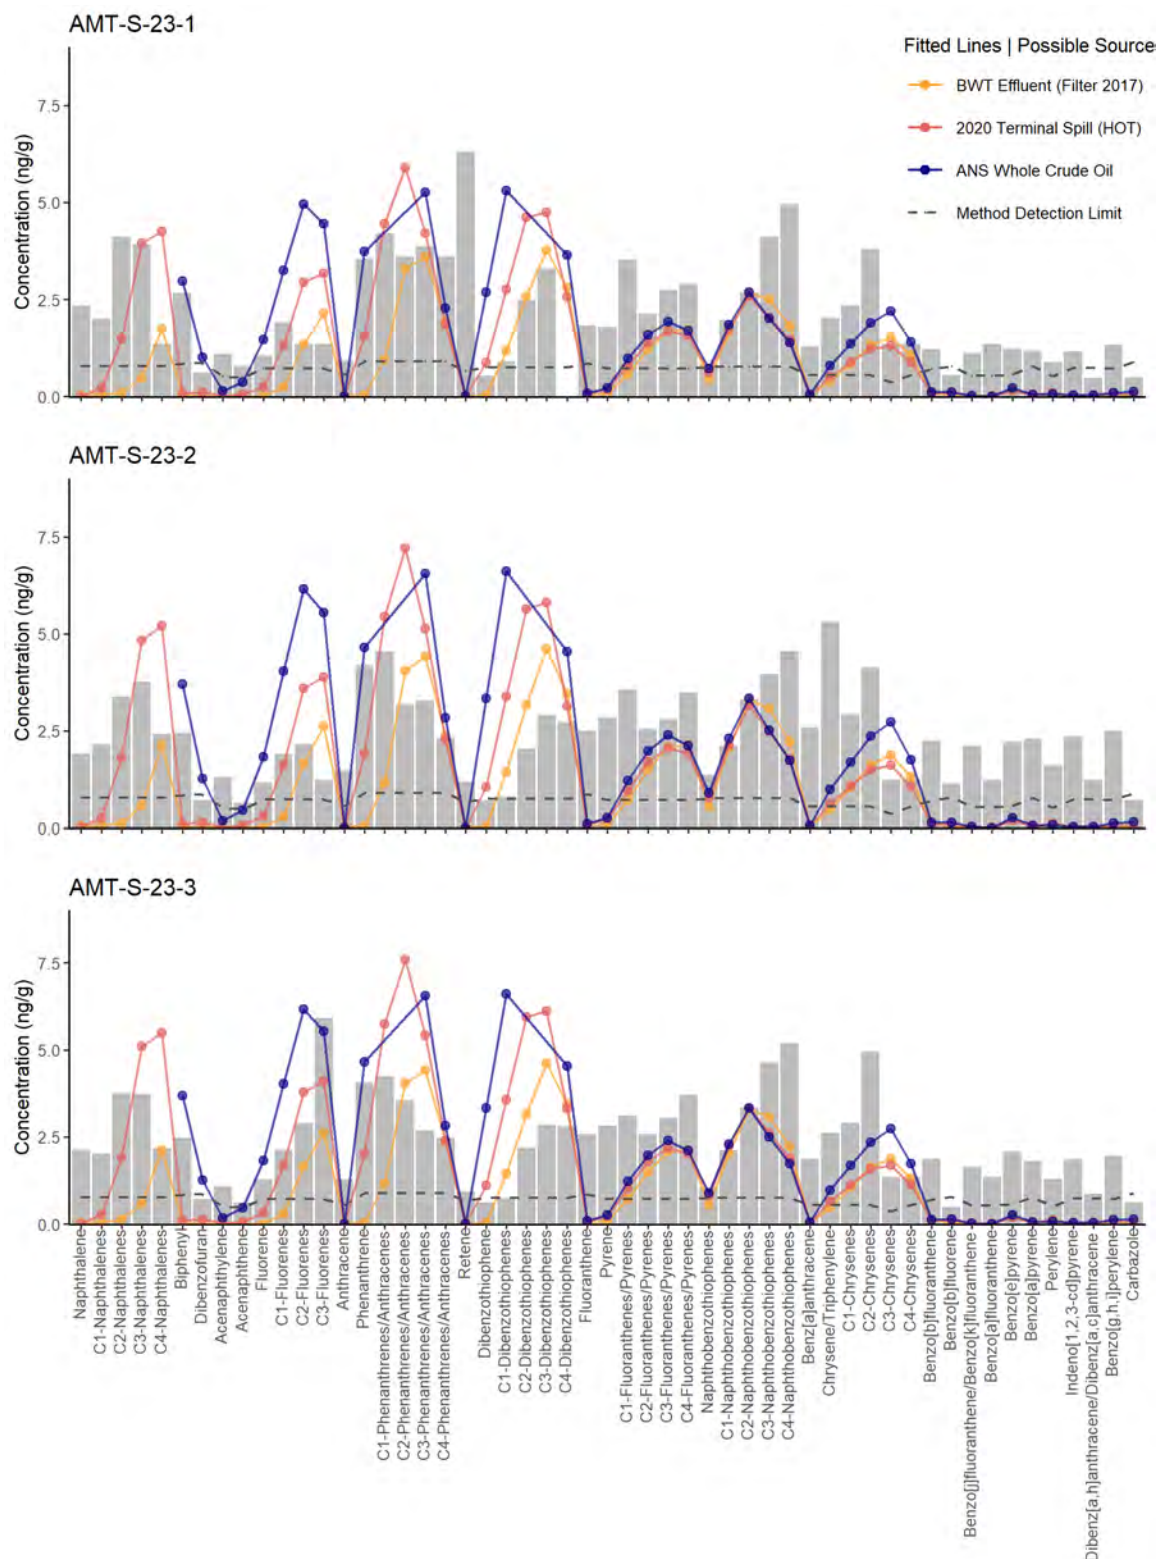 AMT-S-23-1
Fitted Lines | Possible Source
BWT Effluent (Filter 2017)
2020 Terminal Spill (HOT)
ANS Whole Crude Oil
Method Detection Limit
Concentration (ng/g)
7.5
5.0
2.5
0.0
AMT-S-23-2
Concentration (ng/g)
7.5
5.0
2.5
0.0
AMT-S-23-3
Concentration (ng/g)
7.5
5.0
2.5
0.0
Naphthalene
C1-Naphthalenes
C2-Naphthalenes
C3-Naphthalenes
C4-Naphthalenes
Biphenyl
Dibenzofuran
Acenaphthylene
Acenaphthene
Fluorene
C1-Fluorenes
C2-Fluorenes
C3-Fluorenes
Anthracene
Phenanthrene
C1-Phenanthrenes/Anthracenes
C2-Phenanthrenes/Anthracenes
C3-Phenanthrenes/Anthracenes
C4-Phenanthrenes/Anthracenes
Retene
Dibenzothiophene
C1-Dibenzothiophenes
C2-Dibenzothiophenes
C3-Dibenzothiophenes
C4-Dibenzothiophenes
Fluoranthene
Pyrene
C1-Fluoranthenes/Pyrenes
C2-Fluoranthenes/Pyrenes
C3-Fluoranthenes/Pyrenes
C4-Fluoranthenes/Pyrenes
Naphthobenzothiophenes
C1-Naphthobenzothiophenes
C2-Naphthobenzothiophenes
C3-Naphthobenzothiophenes
C4-Naphthobenzothiophenes
Benz[a]anthracene
Chrysene/Triphenylene
C1-Chrysenes
C2-Chrysenes
C3-Chrysenes
C4-Chrysenes
Benzo[b]fluoranthene
Benzo[b]fluorene
Benzo[j]fluoranthene/Benzo[k]fluoranthene
Benzo[a]fluoranthene
Benzo[e]pyrene
Benzo[a]pyrene
Perylene
Indeno[1,2,3-cd]pyrene
Dibenz[a,h]anthracene/Dibenz[a,c]anthracene
Benzo[g,h,i]perylene
Carbazole